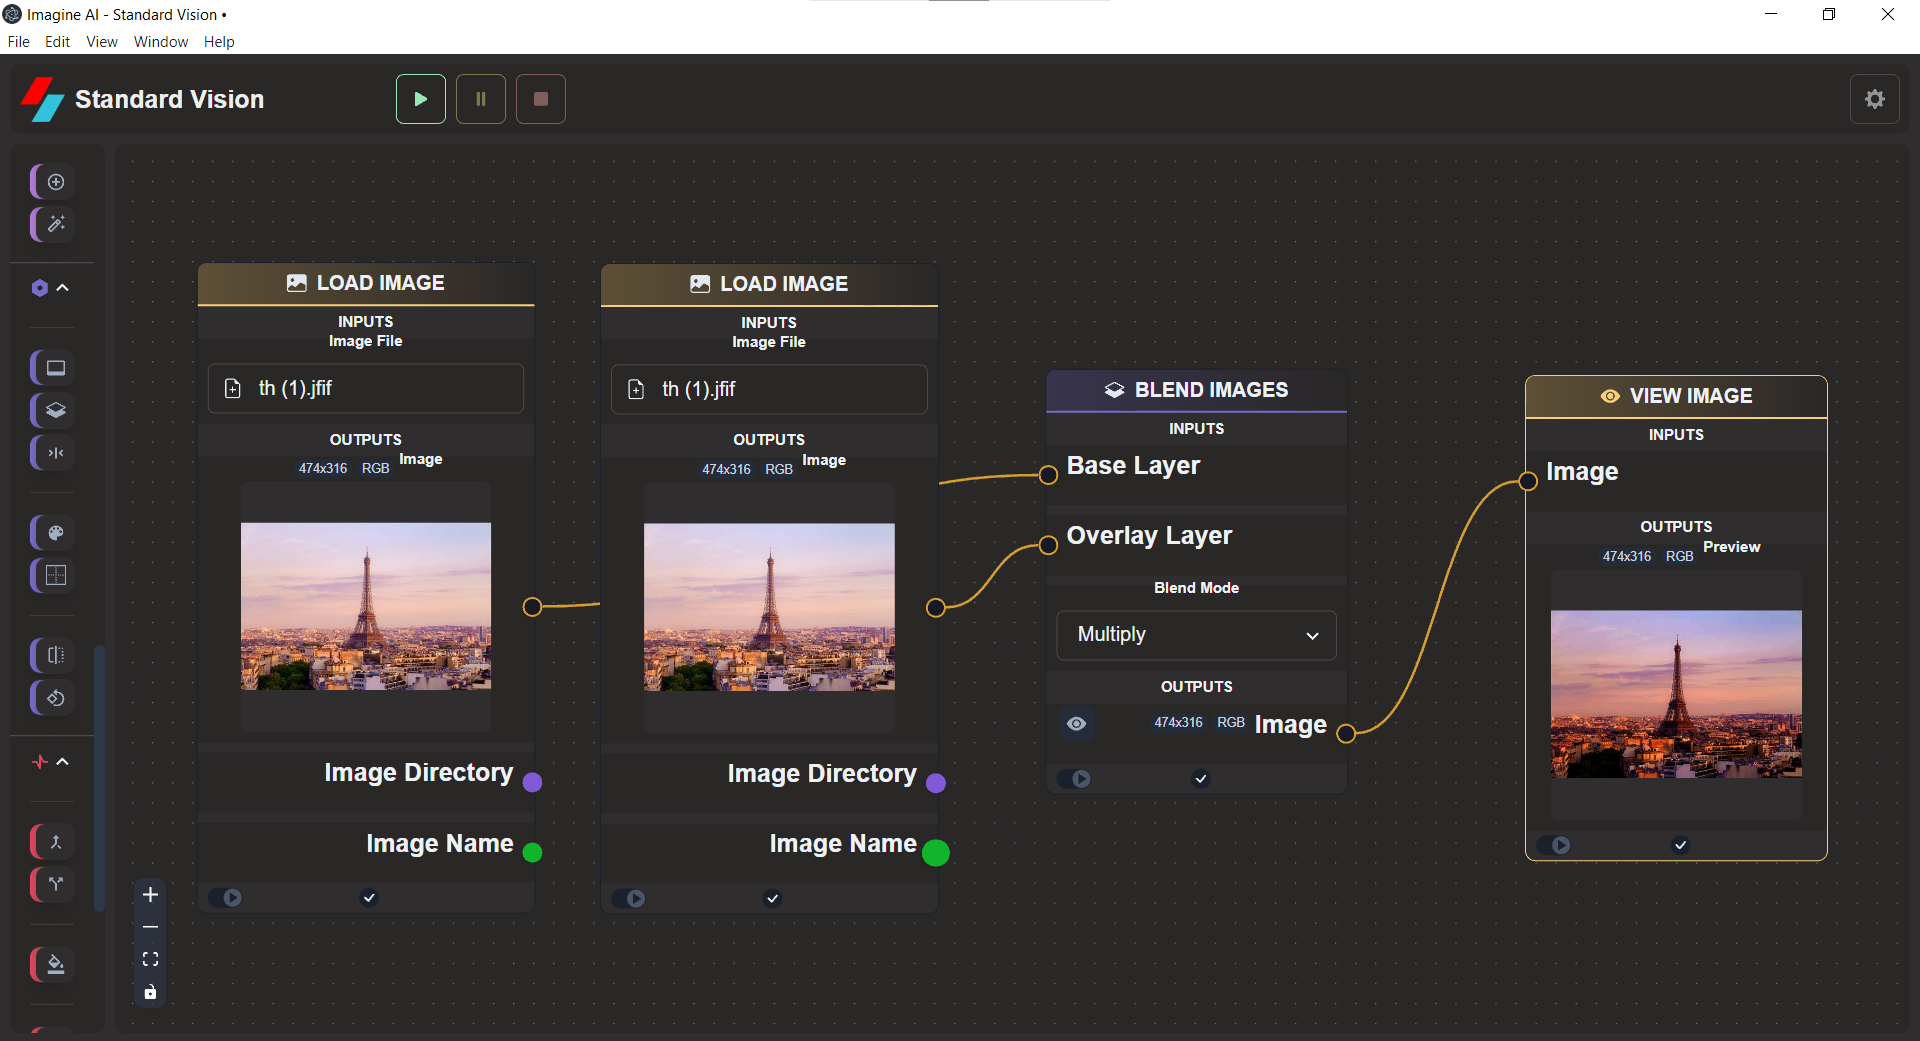 Imagine AI - Standard Vision •
File Edit View Window Help
Standard Vision
LOAD IMAGE
INPUTS
Image File
th (1).jfif
OUTPUTS
474x316 RGB Image
Image Directory
Image Name
LOAD IMAGE
INPUTS
Image File
th (1).jfif
OUTPUTS
474x316 RGB Image
Image Directory
Image Name
BLEND IMAGES
INPUTS
Base Layer
Overlay Layer
Blend Mode
Multiply
OUTPUTS
474x316 RGB Image
VIEW IMAGE
INPUTS
Image
OUTPUTS
474x316 RGB Preview